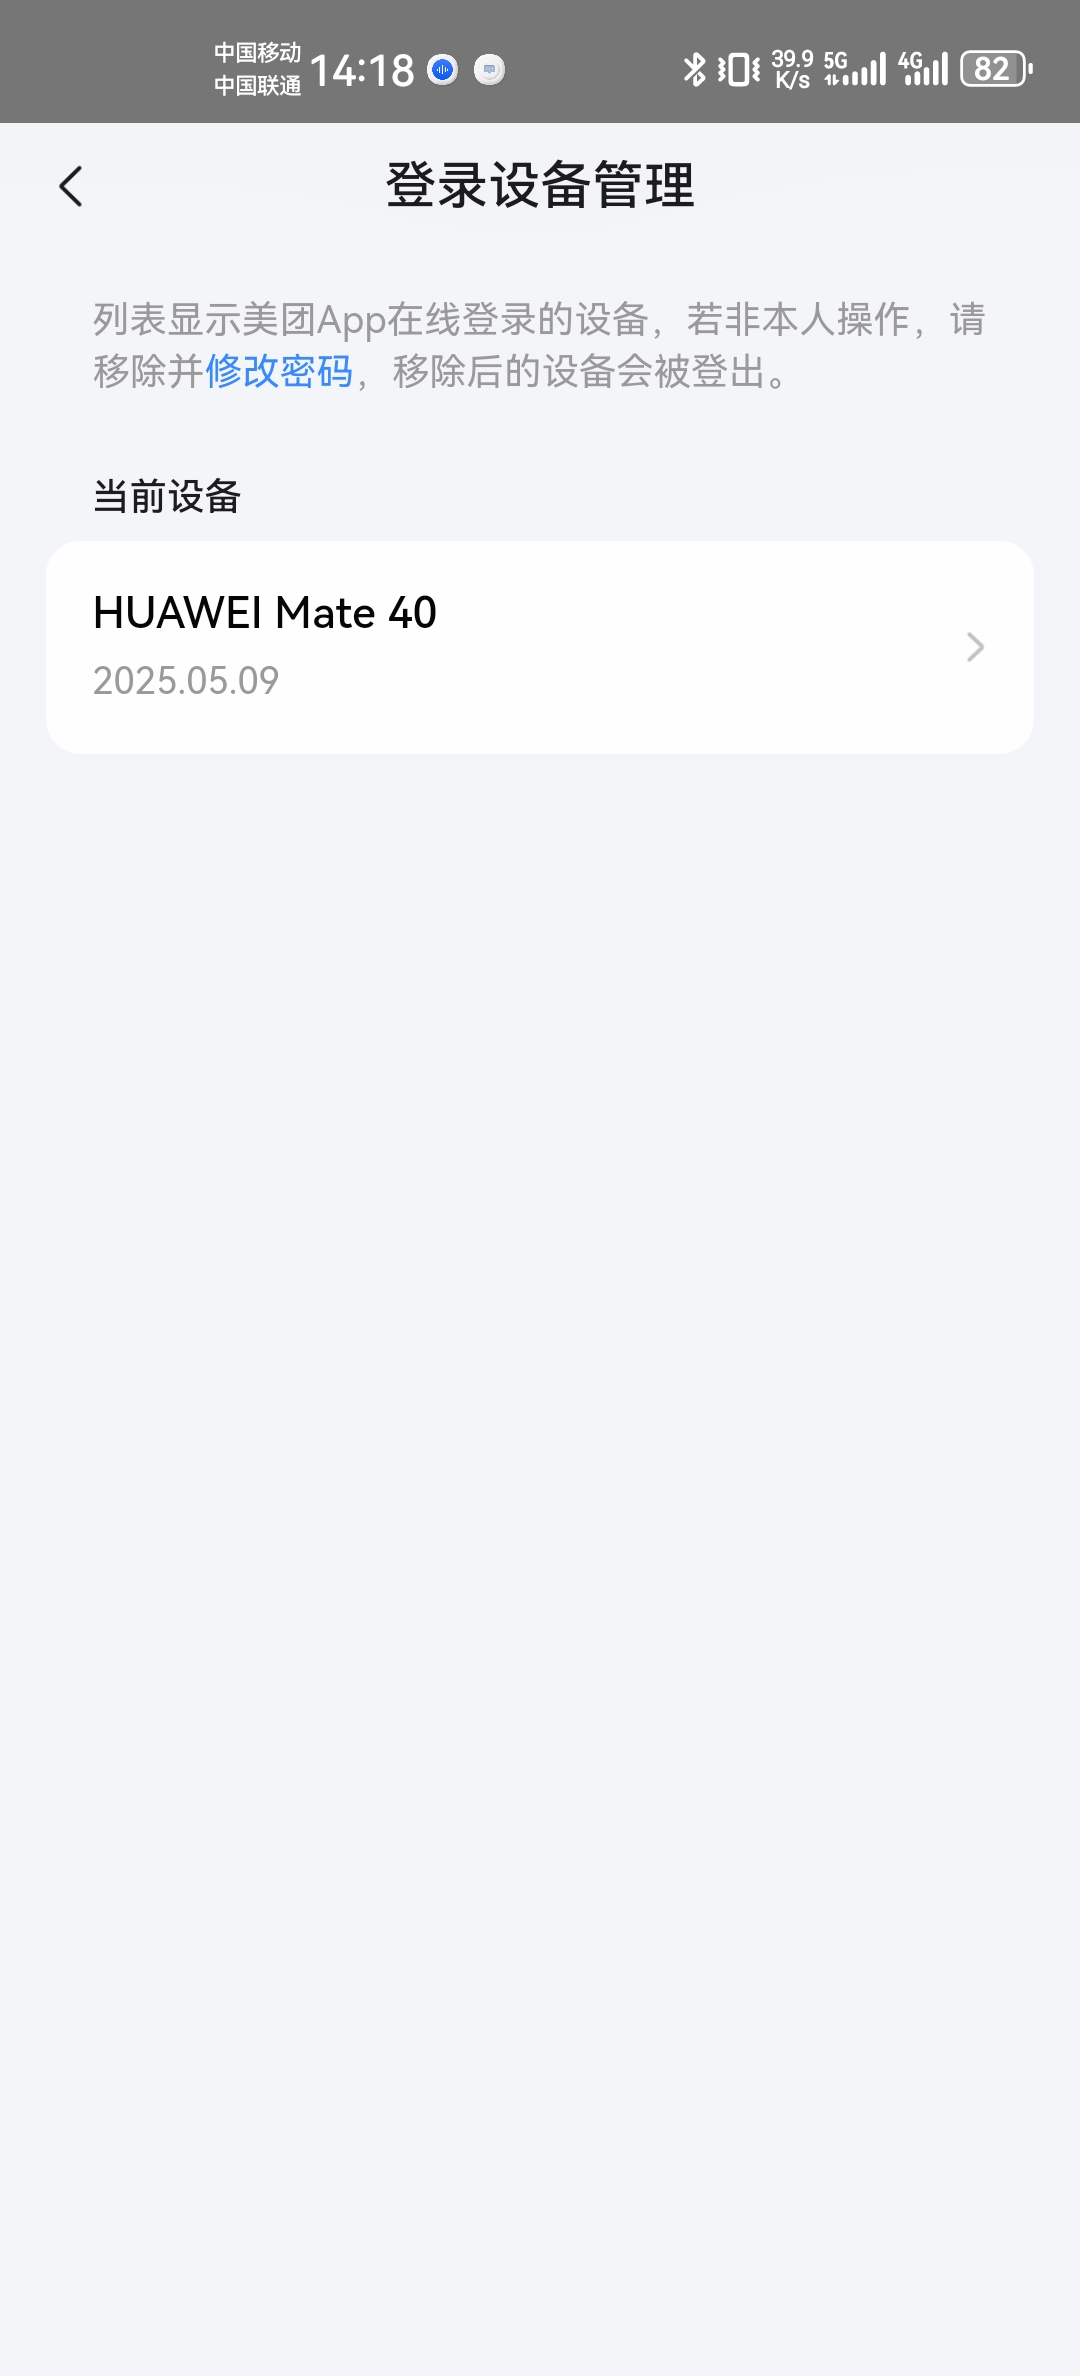 中国移动
中国联通
14:18
39.9
K/s
5G
4G
82
登录设备管理
列表显示美团App在线登录的设备，若非本人操作，请
移除并修改密码，移除后的设备会被登出。
当前设备
HUAWEI Mate 40
2025.05.09